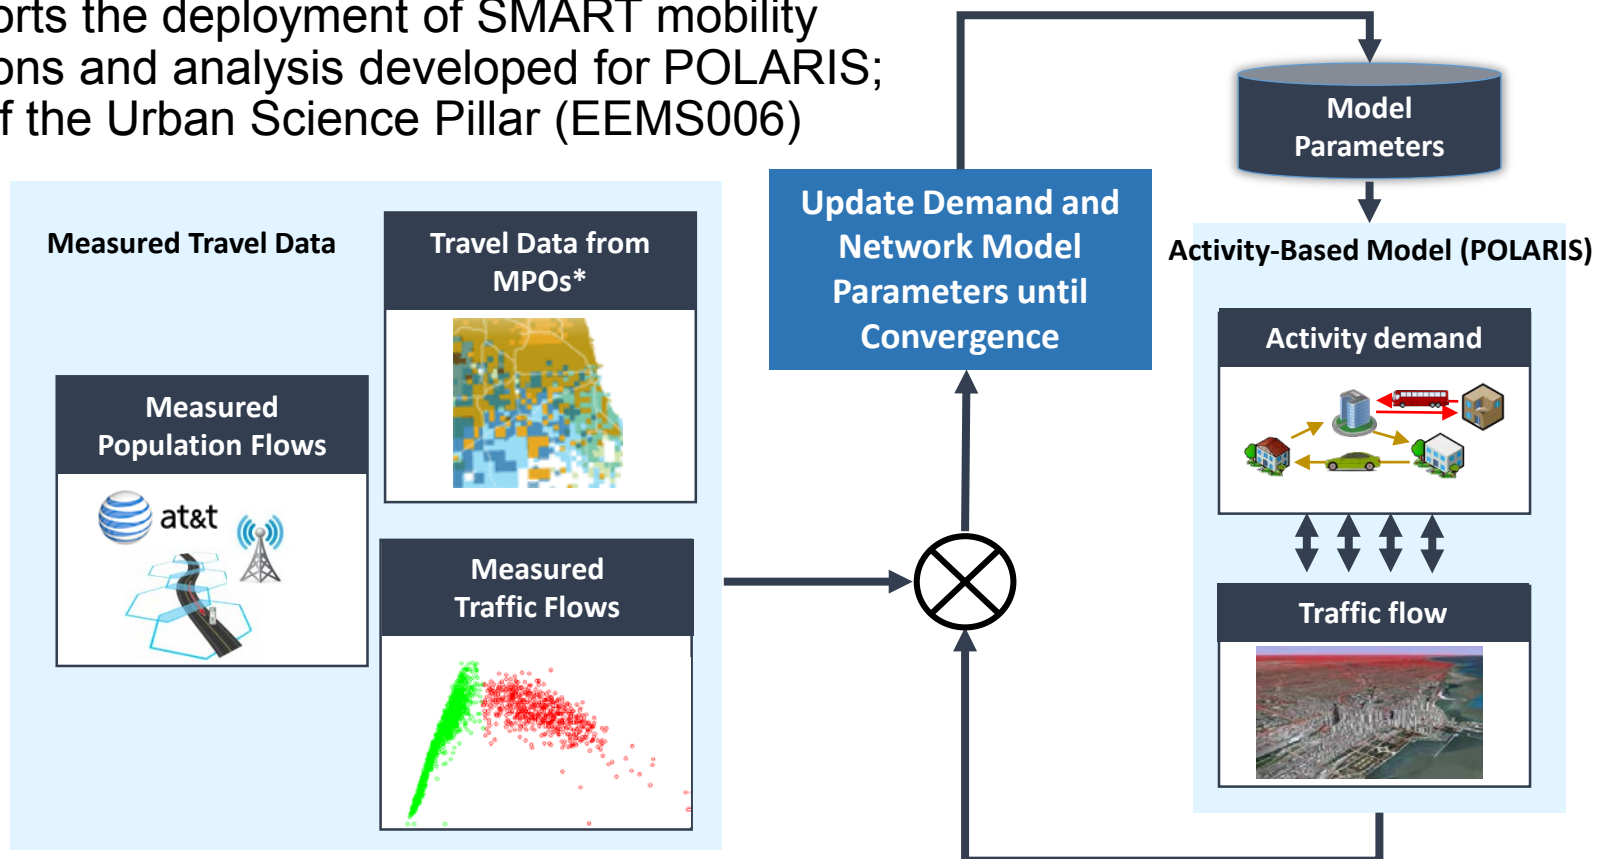 orts the deployment of SMART mobility
ons and analysis developed for POLARIS;
f the Urban Science Pillar (EEMS006)
Measured Travel Data
Travel Data from
MPOs*
Measured
Population Flows
at&t
Measured
Traffic Flows
Update Demand and
Network Model
Parameters until
Convergence
Model
Parameters
Activity-Based Model (POLARIS)
Activity demand
Traffic flow